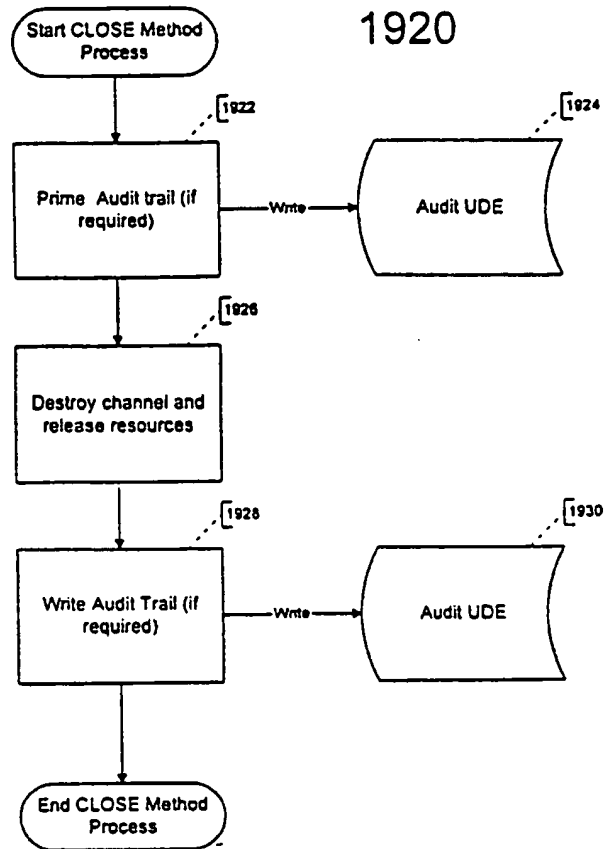 Start CLOSE Method
Process
1920
1922
1924
Prime Audit trail (if
required)
Write
Audit UDE
1926
Destroy channel and
release resources
1928
1930
Write Audit Trail (if
required)
Write
Audit UDE
End CLOSE Method
Process